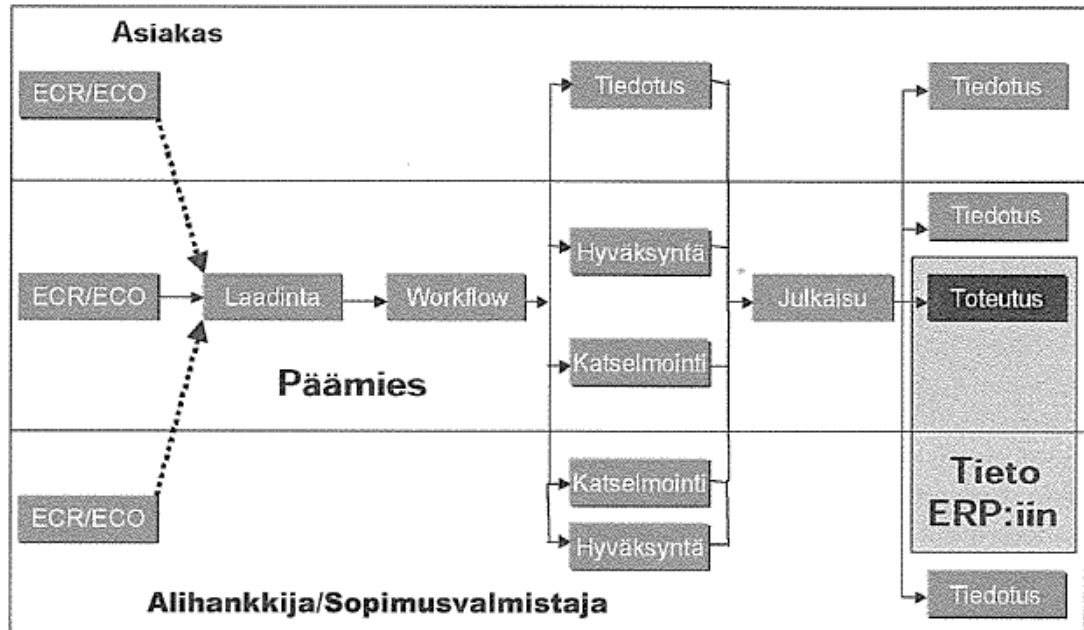 Asiakas
ECR/ECO
Tiedotus
Tiedotus
Tiedotus
Hyväksyntä
ECR/ECO
Laadinta
Workflow
Julkaisu
Toteutus
Katselmointi
Päämies
Katselmointi
Tieto
ERP:iin
ECR/ECO
Hyväksyntä
Alihankkija/Sopimusvalmistaja
Tiedotus